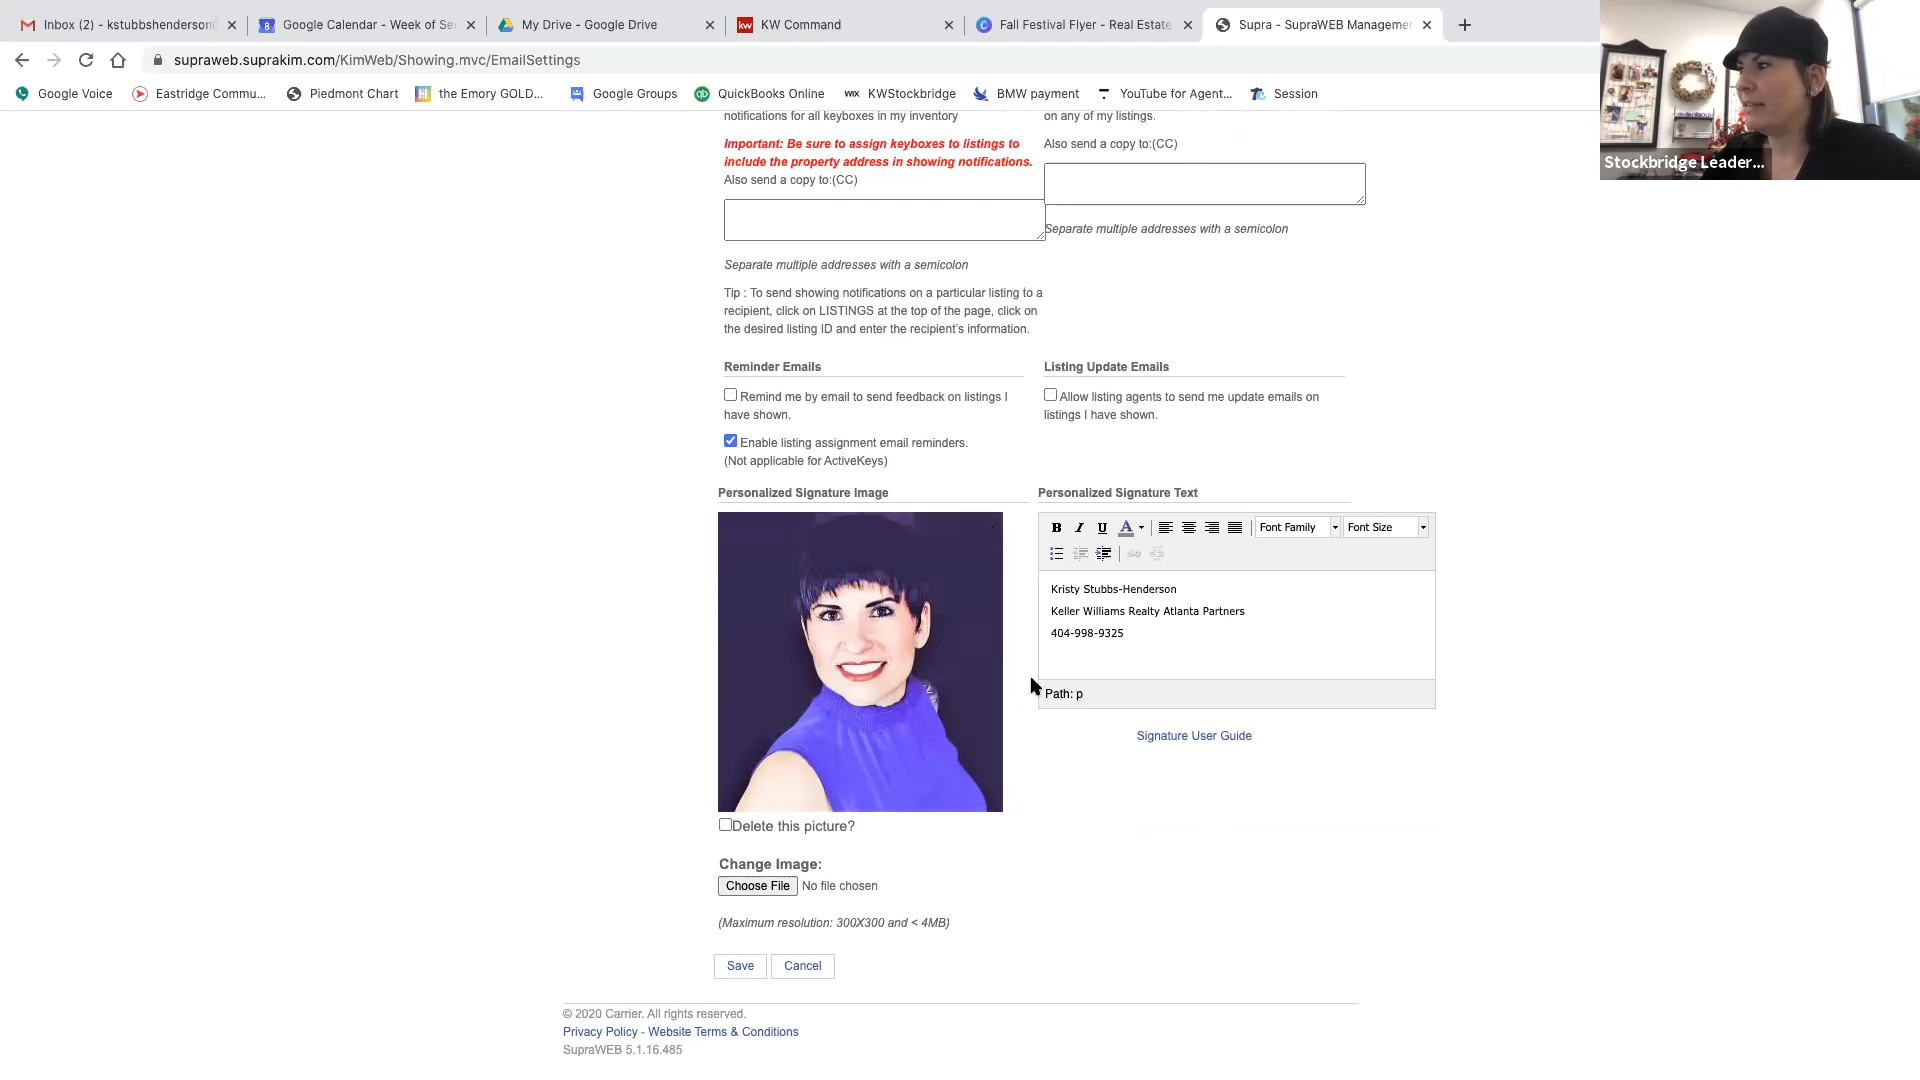 Inbox (2) - kstubbshenderson
Google Calendar - Week of Se
My Drive - Google Drive
KW Command
Fall Festival Flyer - Real Estate
Supra - SupraWEB Managemer
supraweb.suprakim.com/KimWeb/Showing.mvc/EmailSettings
Google Voice
Eastridge Commu...
Piedmont Chart
the Emory GOLD...
Google Groups
QuickBooks Online
WIX KWStockbridge
BMW payment
YouTube for Agent...
Session
Stockbridge Leader...
notifications for all keyboxes in my inventory
Important: Be sure to assign keyboxes to listings to
include the property address in showing notifications.
Also send a copy to:(CC)
Separate multiple addresses with a semicolon
Tip : To send showing notifications on a particular listing to a
recipient, click on LISTINGS at the top of the page, click on
the desired listing ID and enter the recipient's information.
on any of my listings.
Also send a copy to:(CC)
Separate multiple addresses with a semicolon
Reminder Emails
Remind me by email to send feedback on listings I
have shown.
Enable listing assignment email reminders.
(Not applicable for ActiveKeys)
Listing Update Emails
Allow listing agents to send me update emails on
listings I have shown.
Personalized Signature Image
Delete this picture?
Change Image:
Choose File No file chosen
(Maximum resolution: 300X300 and < 4MB)
Personalized Signature Text
B I U A Font Family Font Size
Kristy Stubbs-Henderson
Keller Williams Realty Atlanta Partners
404-998-9325
Path: p
Signature User Guide
Save Cancel
© 2020 Carrier. All rights reserved.
Privacy Policy - Website Terms & Conditions
SupraWEB 5.1.16.485